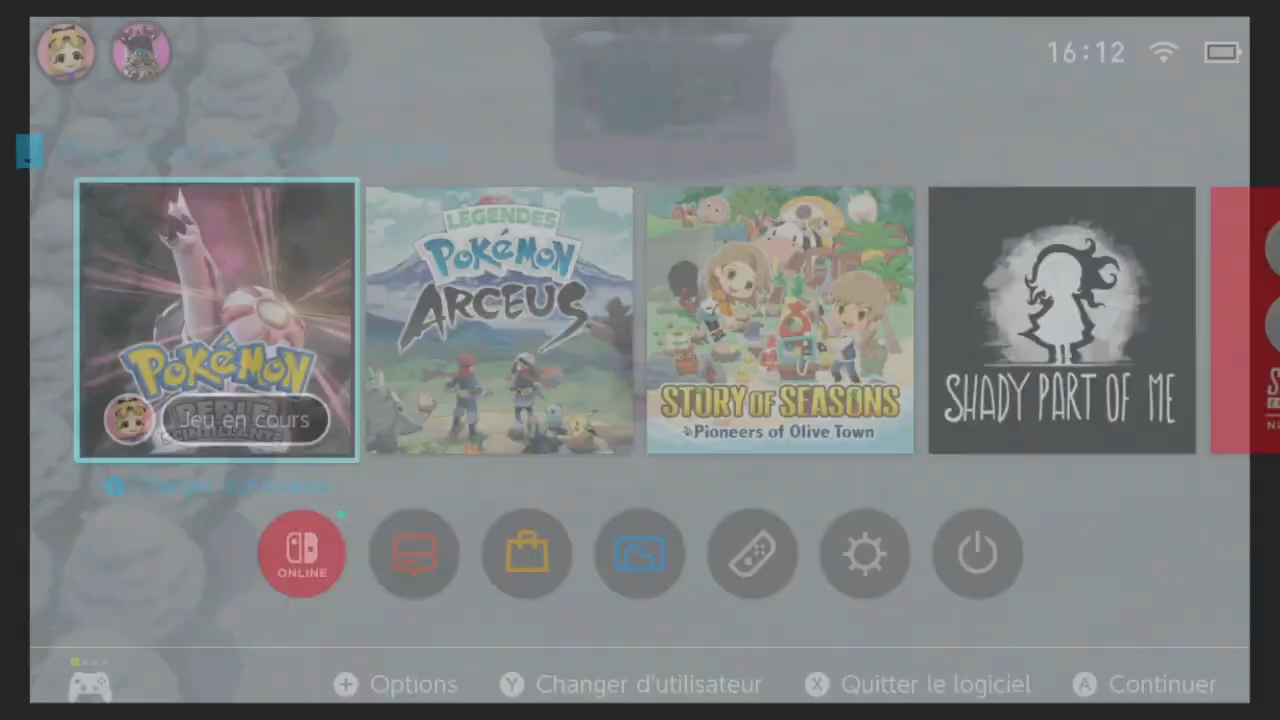 16:12
LÉGENDES
POKÉMON
ARCEUS
POKÉMON
Jeu en cours
STORY OF SEASONS
Pioneers of Olive Town
SHADY PART OF ME
ONLINE
Options
Y Changer d'utilisateur
X Quitter le logiciel
A Continuer